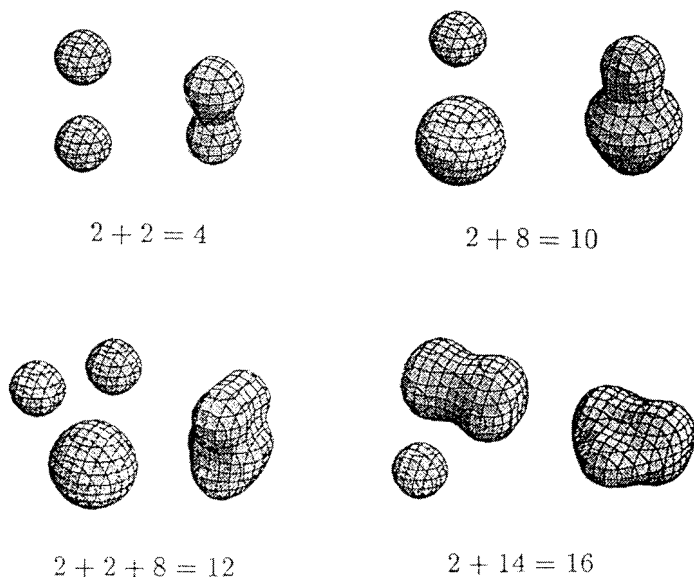 2 + 2 = 4
2 + 8 = 10
2 + 2 + 8 = 12
2 + 14 = 16